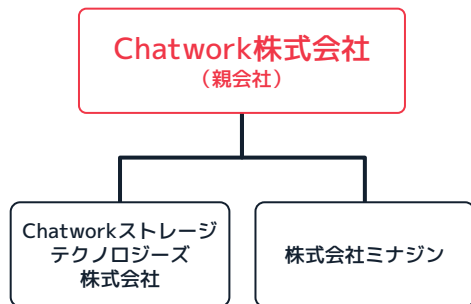 Chatwork株式会社
（親会社）
Chatworkストレージ
テクノロジーズ
株式会社
株式会社ミナジン